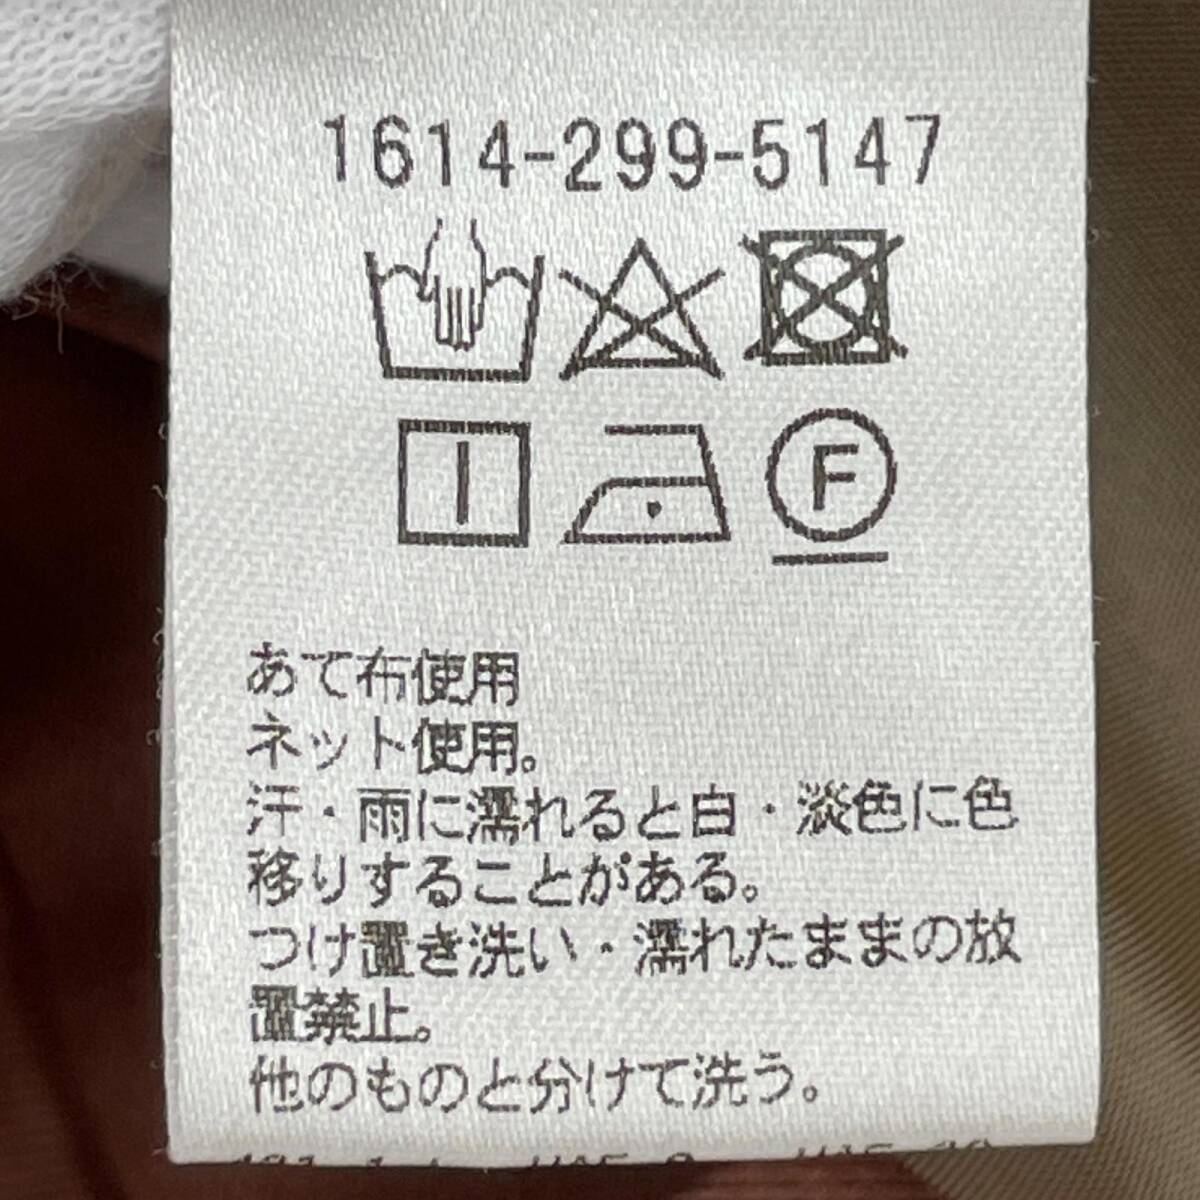 1614-299-5147
F
あて布使用
ネット使用。
汗・雨に濡れると白・淡色に色
移りすることがある。
つけ置き洗い・濡れたままの放
置禁止。
他のものと分けて洗う。